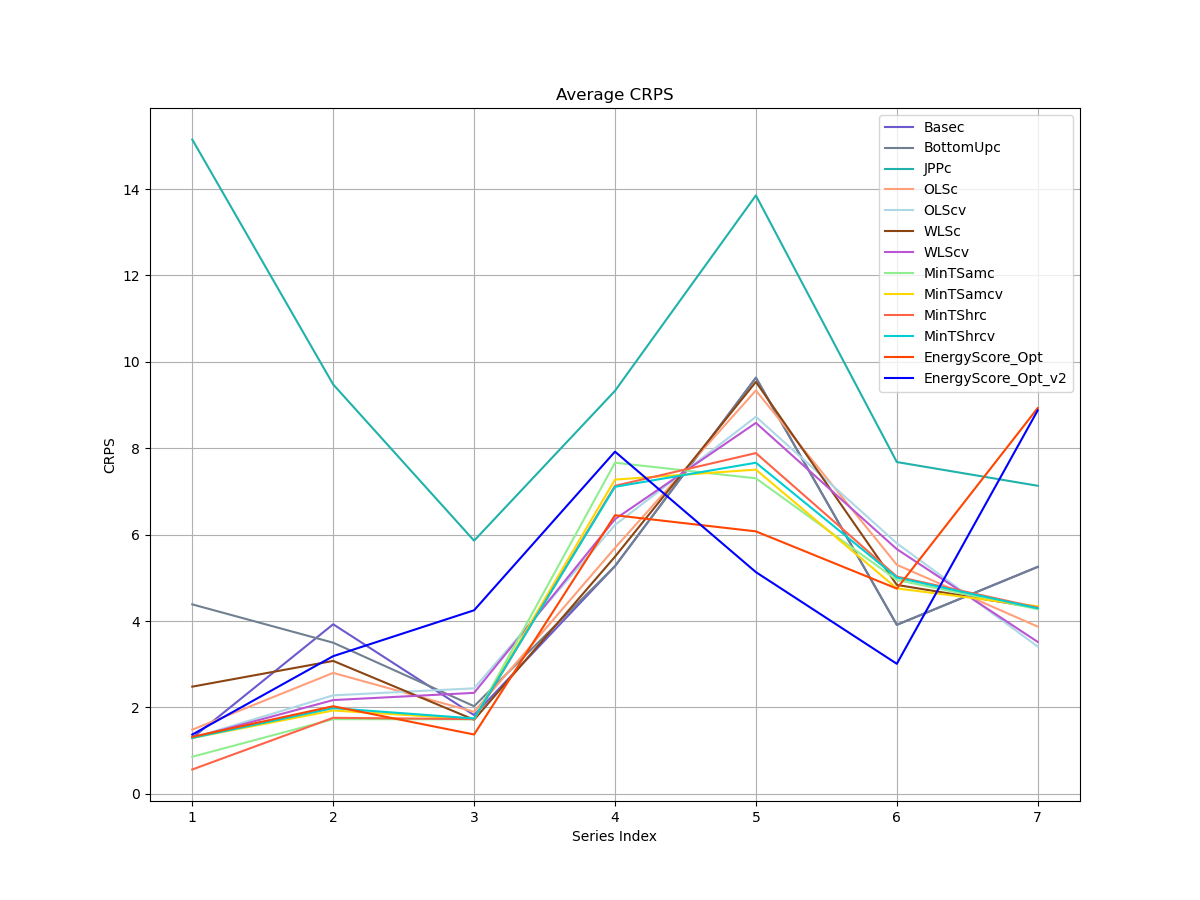 Average CRPS
CRPS
14
12
10
8
6
4
2
0
1 2 3 4 5 6 7
Series Index
Basec
BottomUpc
JPPc
OLSc
OLScv
WLSc
WLScv
MinTSamc
MinTSamcv
MinTShrc
MinTShrcv
EnergyScore_Opt
EnergyScore_Opt_v2